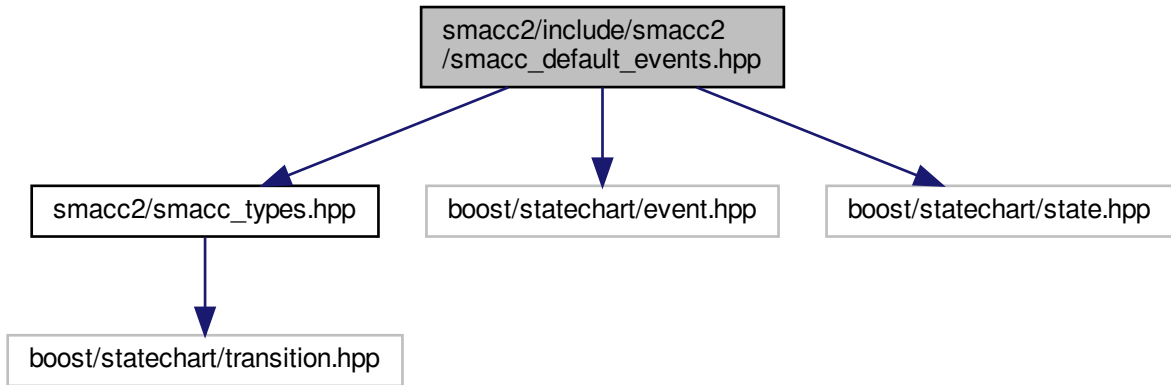 smacc2/include/smacc2
/smacc_default_events.hpp
smacc2/smacc_types.hpp
boost/statechart/event.hpp
boost/statechart/state.hpp
boost/statechart/transition.hpp